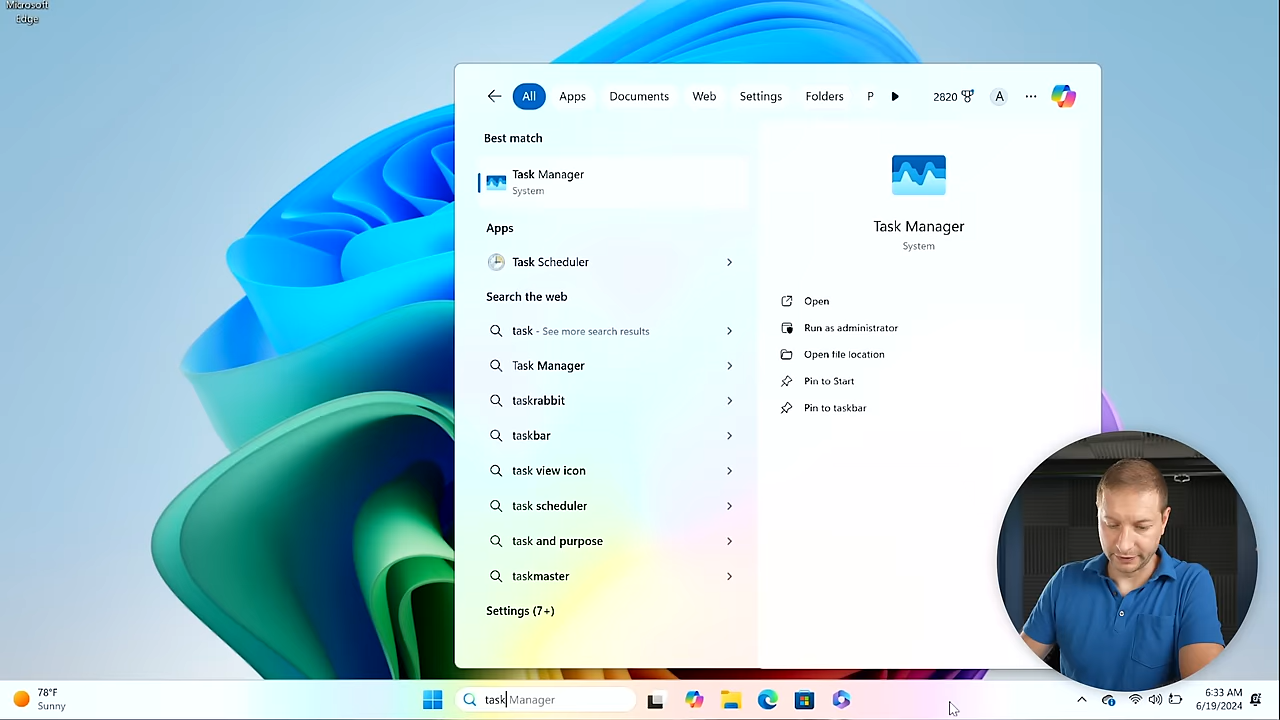 Microsoft
Edge
All
Apps
Documents
Web
Settings
Folders
P
2820
A
Best match
Task Manager
System
Apps
Task Scheduler
Search the web
task - See more search results
Task Manager
taskrabbit
taskbar
task view icon
task scheduler
task and purpose
taskmaster
Settings (7+)
Task Manager
System
Open
Run as administrator
Open file location
Pin to Start
Pin to taskbar
78°F
Sunny
task Manager
6:33 AM
6/19/2024